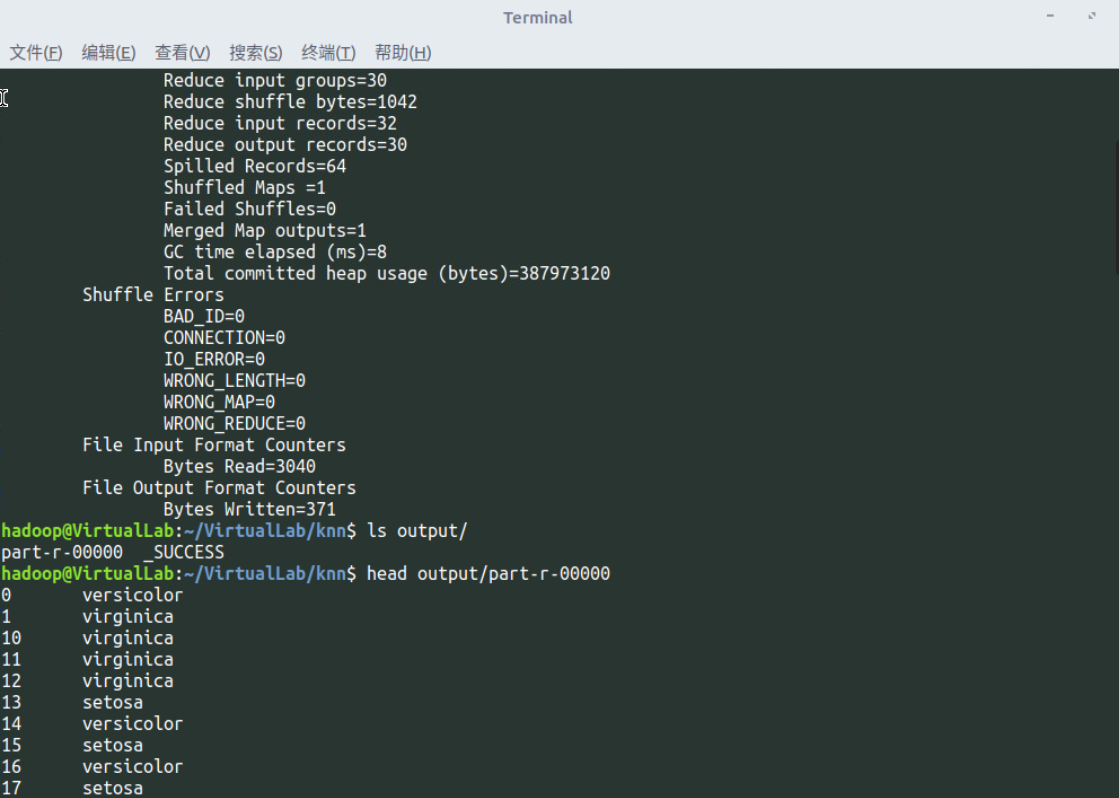 Terminal
文件(F) 编辑(E) 查看(V) 搜索(S) 终端(T) 帮助(H)
Reduce input groups=30
Reduce shuffle bytes=1042
Reduce input records=32
Reduce output records=30
Spilled Records=64
Shuffled Maps =1
Failed Shuffles=0
Merged Map outputs=1
GC time elapsed (ms)=8
Total committed heap usage (bytes)=387973120
Shuffle Errors
BAD_ID=0
CONNECTION=0
IO_ERROR=0
WRONG_LENGTH=0
WRONG_MAP=0
WRONG_REDUCE=0
File Input Format Counters
Bytes Read=3040
File Output Format Counters
Bytes Written=371
hadoop@VirtualLab:~/VirtualLab/knn$ ls output/
part-r-00000  _SUCCESS
hadoop@VirtualLab:~/VirtualLab/knn$ head output/part-r-00000
0 versicolor
1 virginica
10 virginica
11 virginica
12 virginica
13 setosa
14 versicolor
15 setosa
16 versicolor
17 setosa